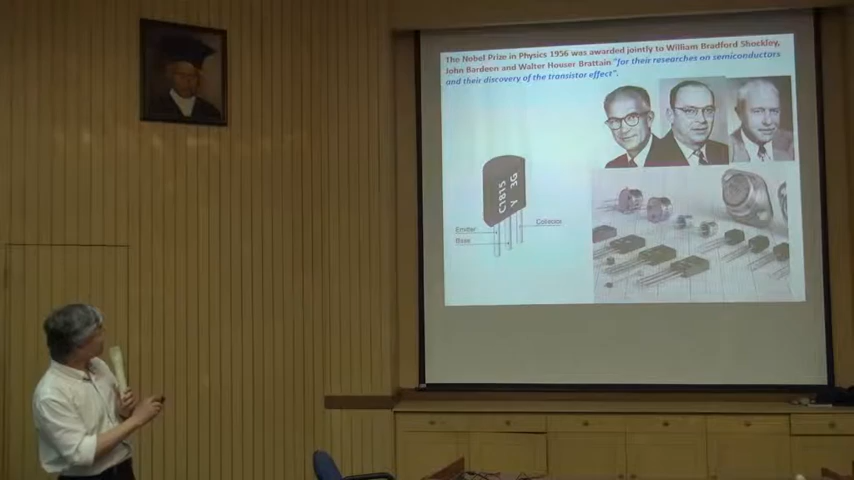 The Nobel Prize in Physics 1956 was awarded jointly to William Bradford Shockley,
John Bardeen and Walter Houser Brattain "for their researches on semiconductors
and their discovery of the transistor effect".
C1815
Y 3G
Emitter
Base
Collector